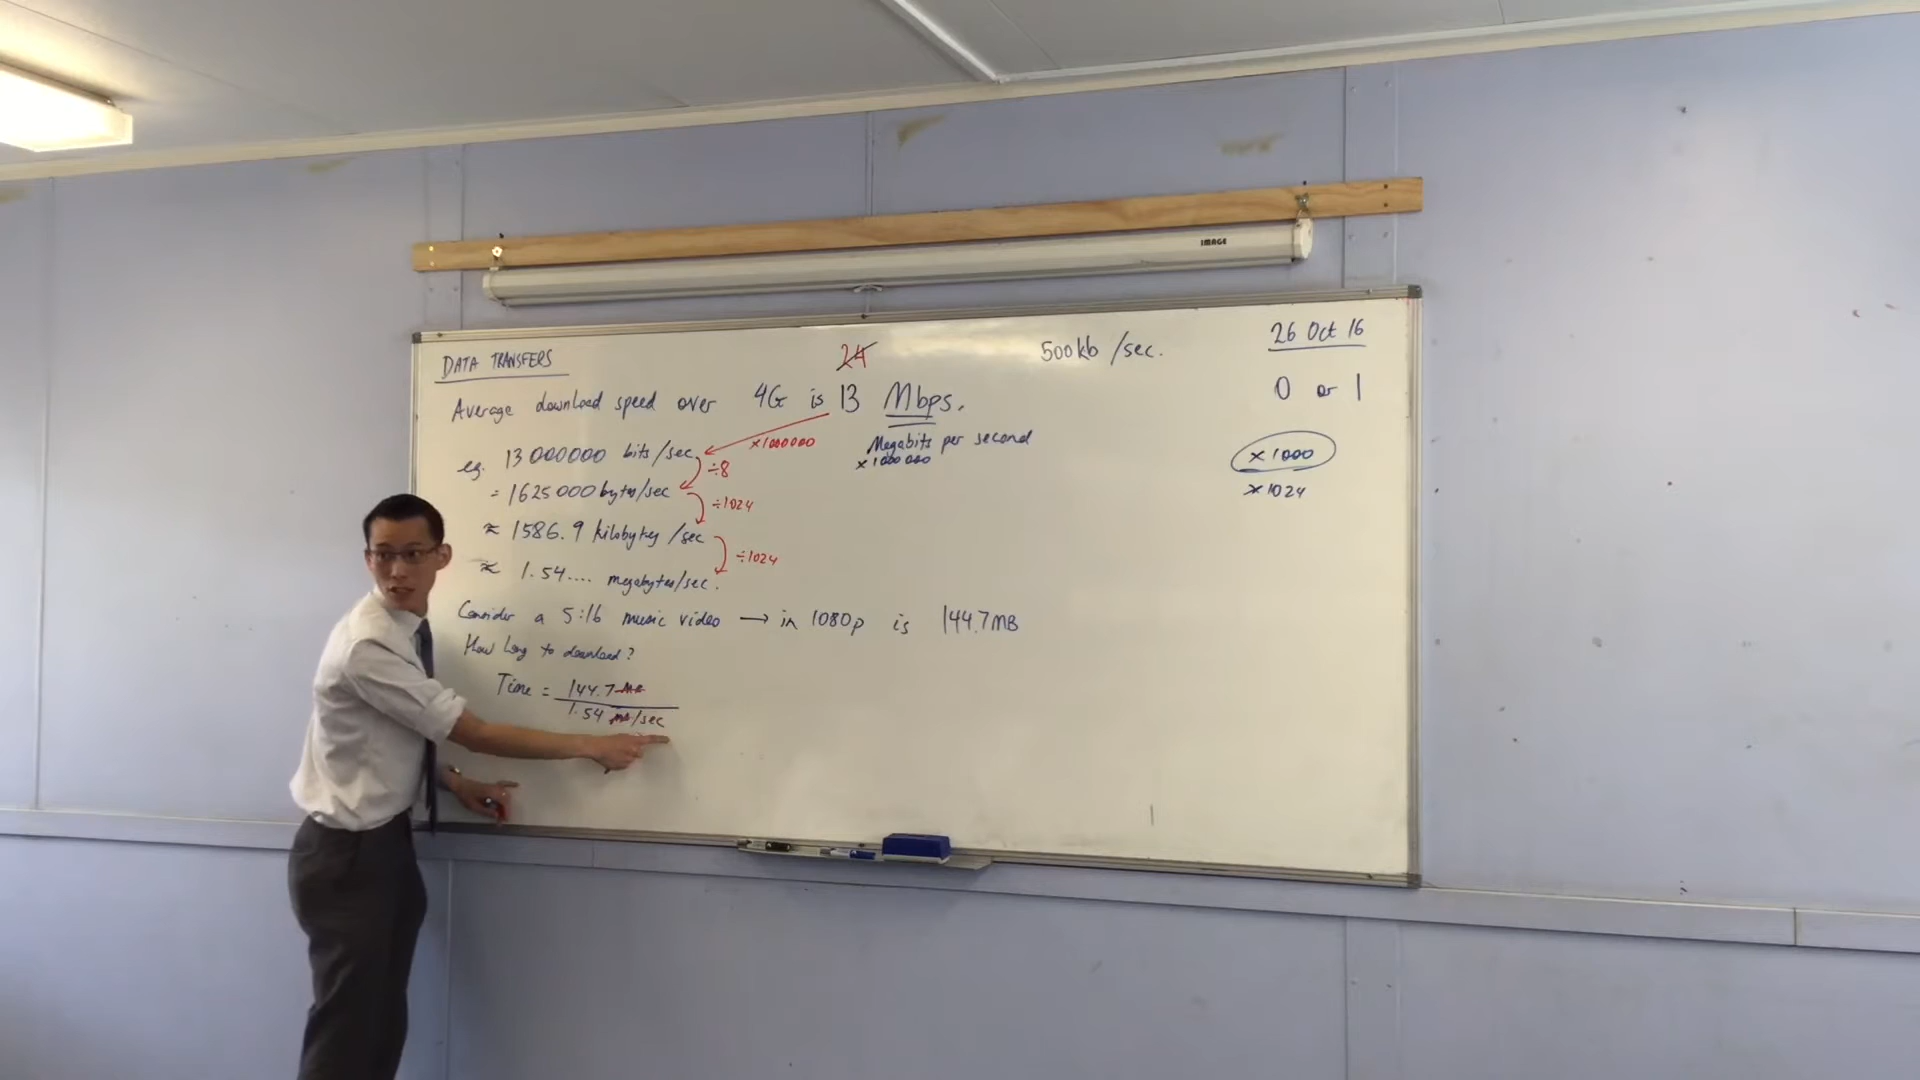 IMAGE
DATA TRANSFERS
24
500kb /sec.
26 Oct 16
Average download speed over 4G is 13 Mbps.
0 or 1
Megabits per second
×1000000
×1000000
eg. 13 000 000 bits/sec
÷8
×1000
= 1625 000 bytes/sec
÷1024
×1024
≈ 1586.9 kilobytes /sec
÷1024
≈ 1.54.... megabytes/sec.
Consider a 5:16 music video → in 1080p is 144.7MB
How long to download?
Time = 144.7 MB
1.54 MB/sec